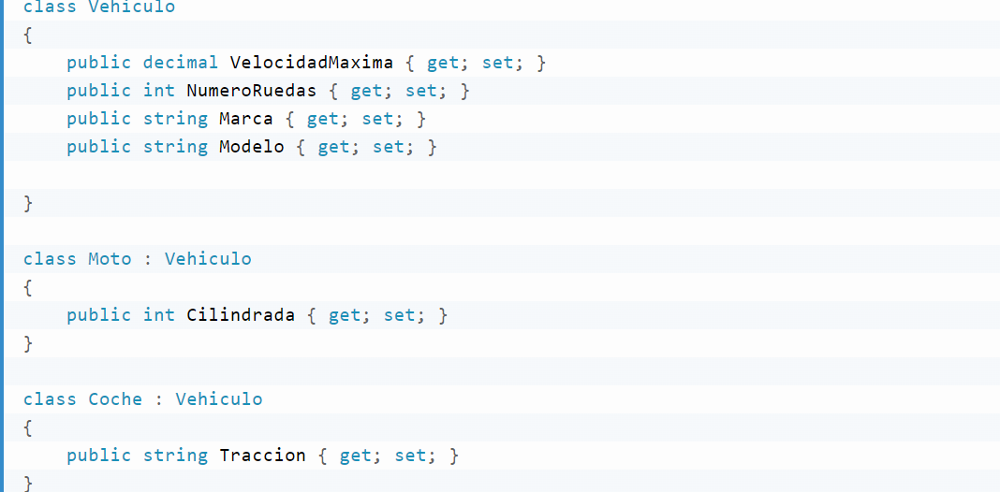 class Vehiculo
{
    public decimal VelocidadMaxima { get; set; }
    public int NumeroRuedas { get; set; }
    public string Marca { get; set; }
    public string Modelo { get; set; }

}

class Moto : Vehiculo
{
    public int Cilindrada { get; set; }
}

class Coche : Vehiculo
{
    public string Traccion { get; set; }
}